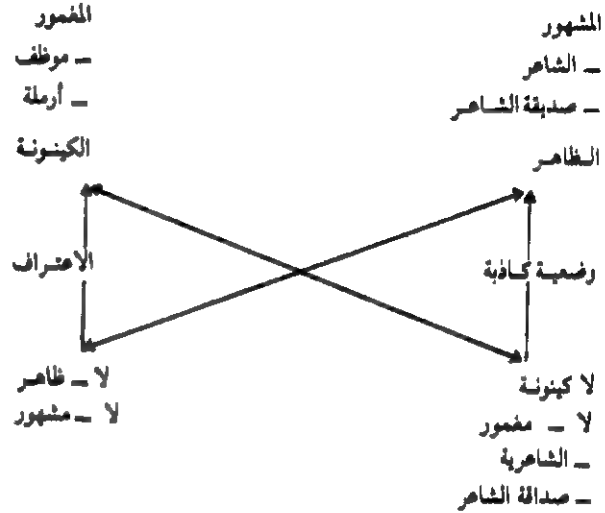 المشهور
ـ الشاعر
ـ صديقة الشاعر
الظاهر
المغمور
ـ موظف
ـ أرملة
الكينونة
وضعية كاذبة
الاعتراف
لا كينونة
لا ـ مغمور
ـ الشاعرية
ـ صداقة الشاعر
لا ـ ظاهر
لا ـ مشهور